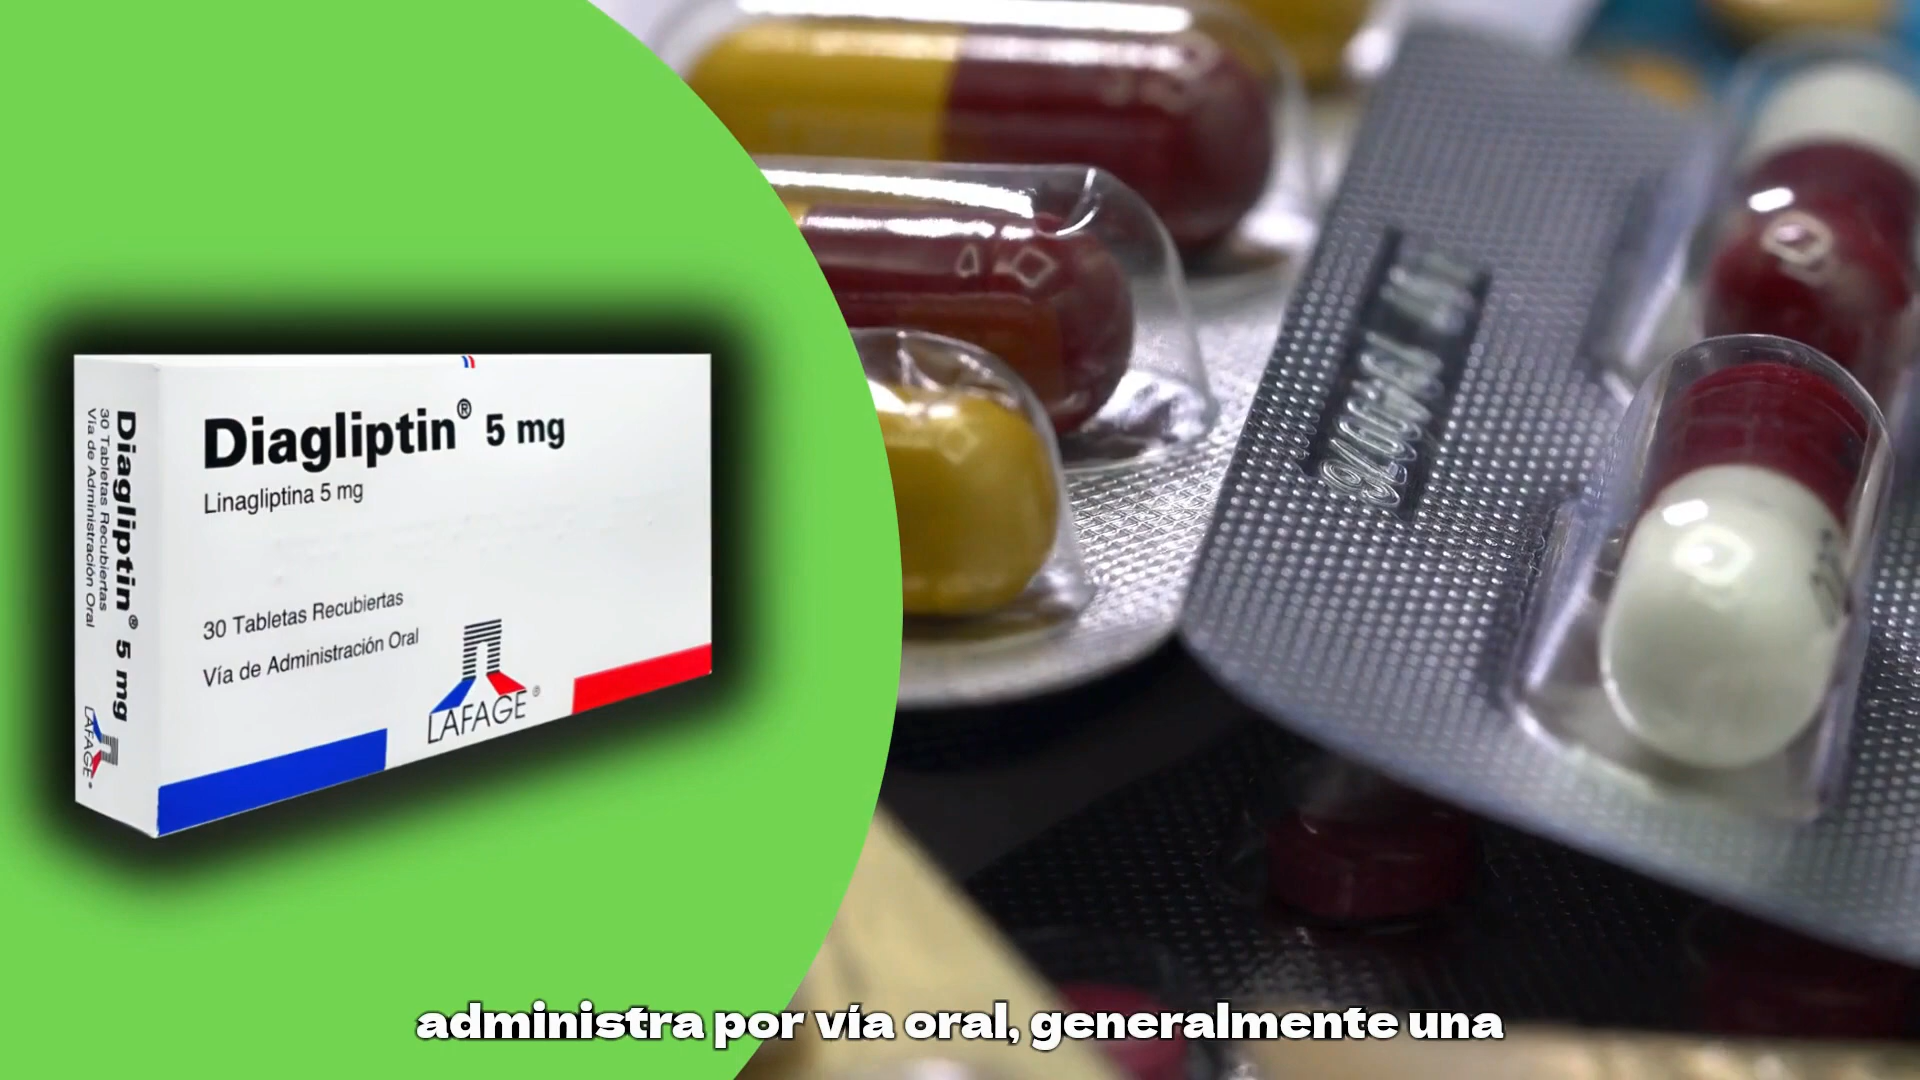 Diagliptin® 5 mg
Linagliptina 5 mg
30 Tabletas Recubiertas
Vía de Administración Oral
LAFAGE®
Diagliptin® 5 mg
30 Tabletas Recubiertas
Vía de Administración Oral
LAFAGE®
administra por vía oral, generalmente una